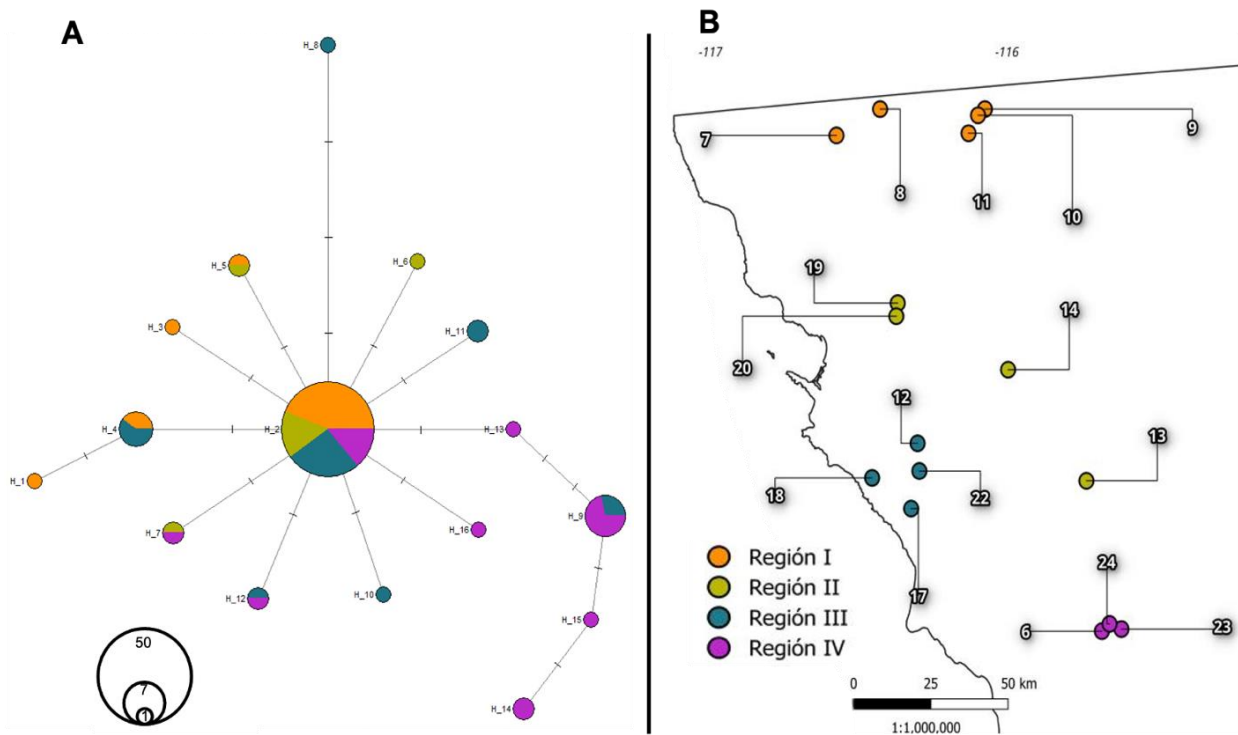 A
H_8
H_5
H_6
H_3
H_11
H_4
H_2
H_13
H_1
H_9
H_7
H_16
H_12
H_10
H_15
H_14
50
7
1
B
-117
-116
7
9
8
11
10
19
14
20
12
13
18
22
17
24
6
23
Región I
Región II
Región III
Región IV
0 25 50 km
1:1,000,000